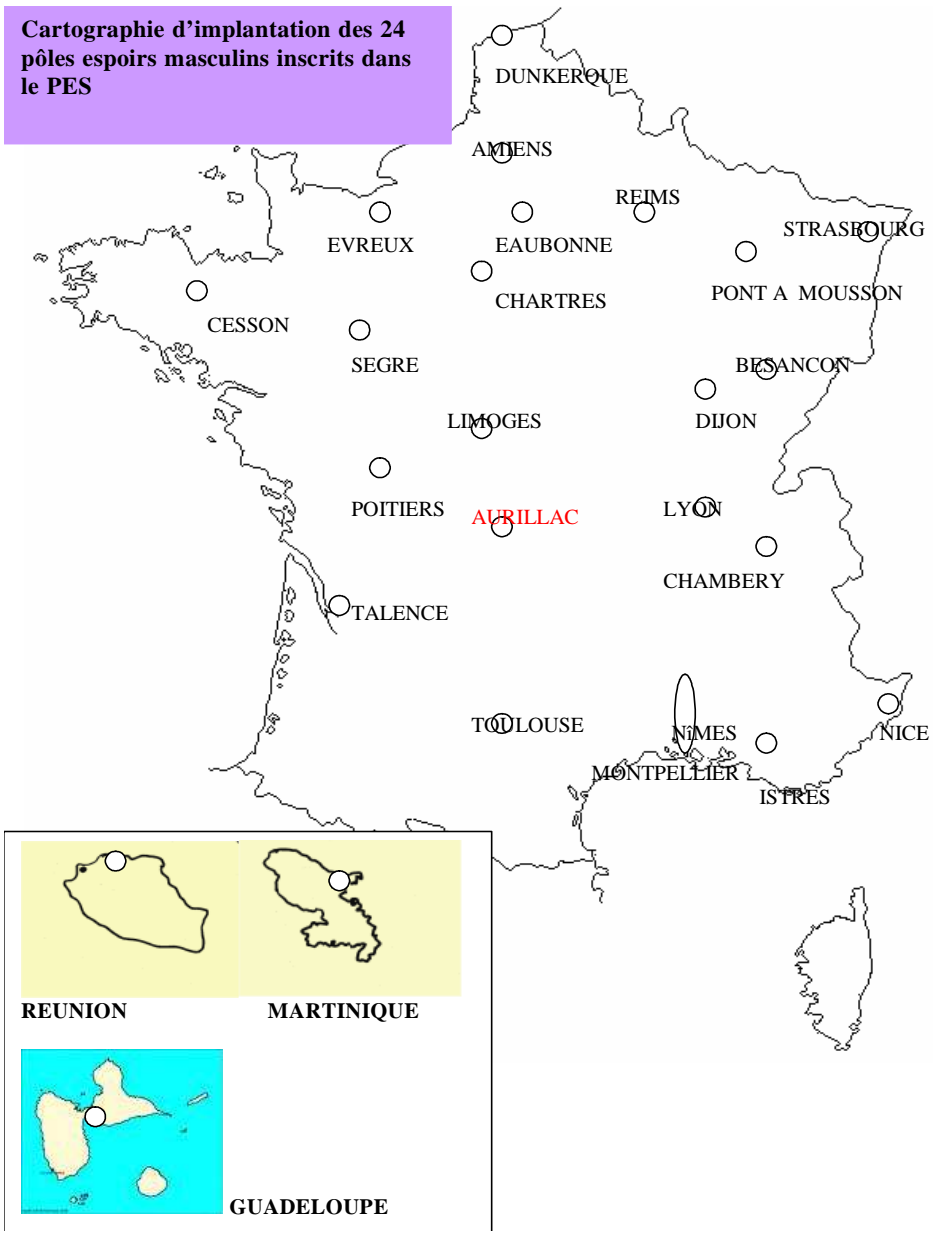 Cartographie d'implantation des 24
pôles espoirs masculins inscrits dans
le PES
DUNKERQUE
AMIENS
REIMS
STRASBOURG
EVREUX
EAUBONNE
PONT A MOUSSON
CHARTRES
CESSON
SEGRE
BESANCON
LIMOGES
DIJON
POITIERS
AURILLAC
LYON
CHAMBERY
TALENCE
TOULOUSE
NîMES
NICE
MONTPELLIER
ISTRES
REUNION
MARTINIQUE
GUADELOUPE